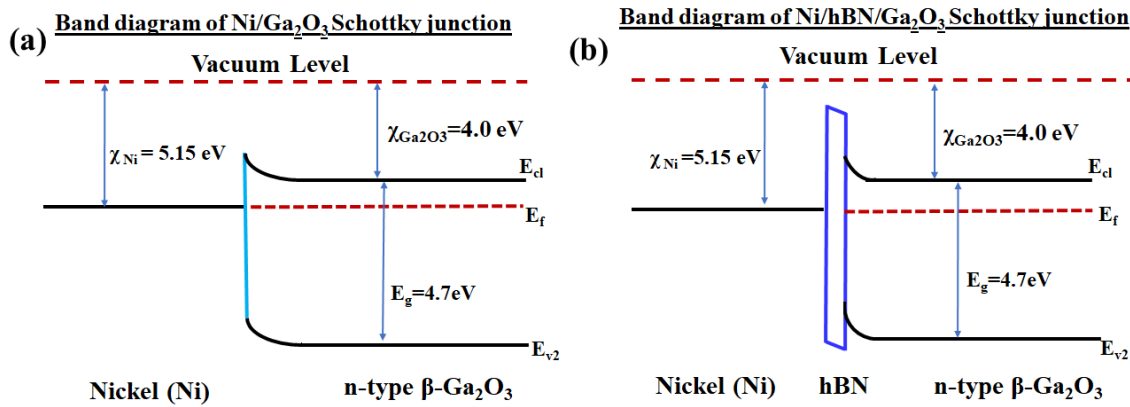 Band diagram of Ni/Ga₂O₃ Schottky junction
(a)
Vacuum Level
χ Ni = 5.15 eV
χGa2O3=4.0 eV
Ecl
Ef
Eg=4.7eV
Ev2
Nickel (Ni)
n-type β-Ga₂O₃
Band diagram of Ni/hBN/Ga₂O₃ Schottky junction
(b)
Vacuum Level
χ Ni = 5.15 eV
χGa2O3=4.0 eV
Ecl
Ef
Eg=4.7eV
Ev2
Nickel (Ni)
hBN
n-type β-Ga₂O₃